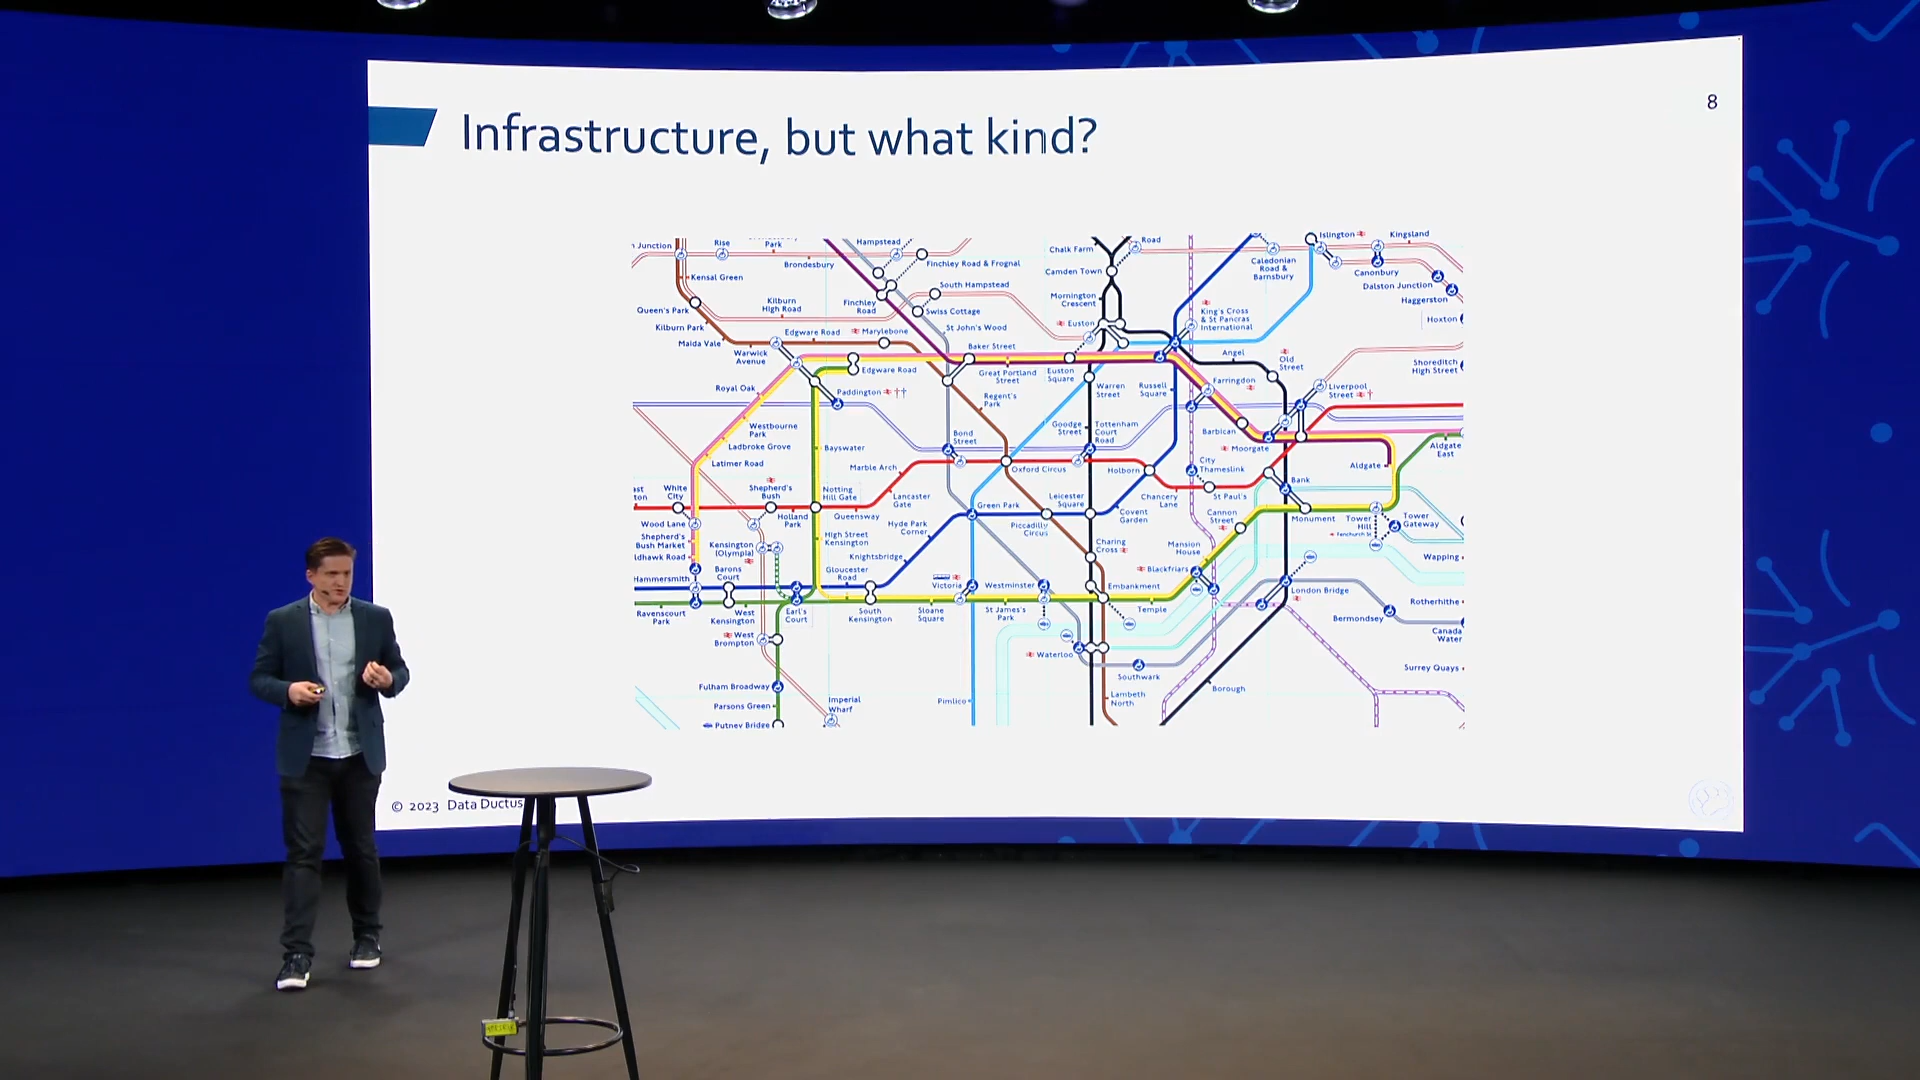 8
Infrastructure, but what kind?
Junction
Rise
Park
Hampstead
Chalk Farm
Road
Islington
Kingsland
Brondesbury
Finchley Road & Frognal
Camden Town
Caledonian
Road &
Barnsbury
Canonbury
Kensal Green
Dalston Junction
South Hampstead
Haggerston
Queen's Park
Kilburn
High Road
Finchley
Road
Swiss Cottage
Mornington
Crescent
King's Cross
& St Pancras
International
Hoxton
Kilburn Park
Edgware Road
Marylebone
St John's Wood
Euston
Maida Vale
Warwick
Avenue
Baker Street
Angel
Old
Street
Shoreditch
High Street
Edgware Road
Great Portland
Street
Euston
Square
Royal Oak
Paddington
Regent's
Park
Warren
Street
Russell
Square
Farringdon
Liverpool
Street
Westbourne
Park
Goodge
Street
Tottenham
Court
Road
Barbican
Ladbroke Grove
Bayswater
Bond
Street
Moorgate
Aldgate
East
Latimer Road
Marble Arch
Oxford Circus
Holborn
City
Thameslink
Aldgate
White
City
Shepherd's
Bush
Notting
Hill Gate
Lancaster
Gate
Leicester
Square
Chancery
Lane
St Paul's
Bank
Wood Lane
Holland
Park
Queensway
Green Park
Covent
Garden
Cannon
Street
Monument
Tower
Hill
Tower
Gateway
Hyde Park
Corner
Piccadilly
Circus
Fenchurch St
Shepherd's
Bush Market
Kensington
(Olympia)
High Street
Kensington
Knightsbridge
Charing
Cross
Mansion
House
Wapping
ldhawk Road
Hammersmith
Barons
Court
Gloucester
Road
Victoria
Westminster
Embankment
Blackfriars
London Bridge
Ravenscourt
Park
West
Kensington
Earl's
Court
South
Kensington
Sloane
Square
St James's
Park
Temple
Bermondsey
Rotherhithe
Canada
Water
West
Brompton
Waterloo
Southwark
Surrey Quays
Fulham Broadway
Borough
Parsons Green
Imperial
Wharf
Pimlico
Lambeth
North
Putney Bridge
© 2023 Data Ductus